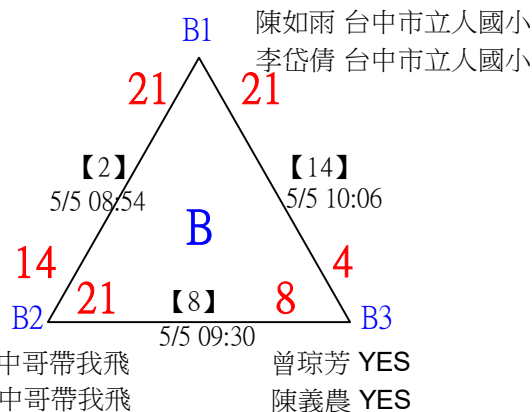 B1 陳如雨 台中市立人國小
李岱倩 台中市立人國小
21 21
【2】 【14】
5/5 08:54 5/5 10:06
B
14 4
21 【8】 8
B2 B3
5/5 09:30
中哥帶我飛 曾琼芳 YES
中哥帶我飛 陳義農 YES